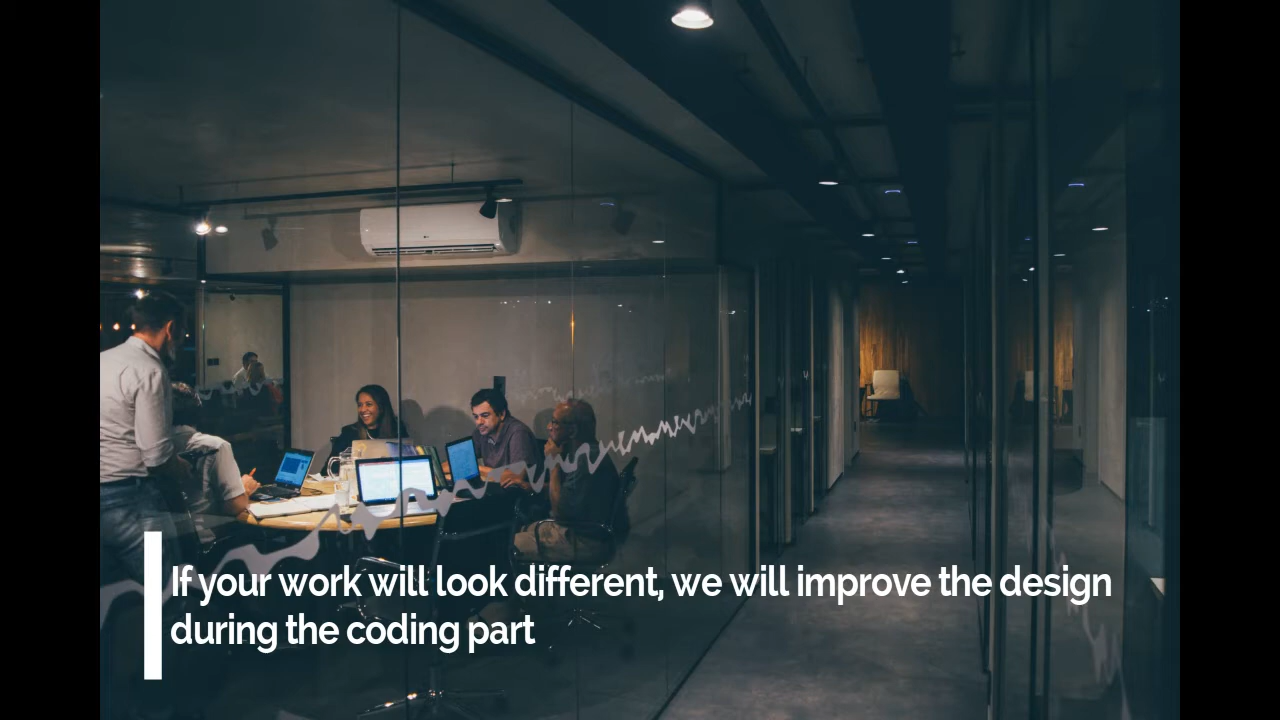 If your work will look different, we will improve the design
during the coding part